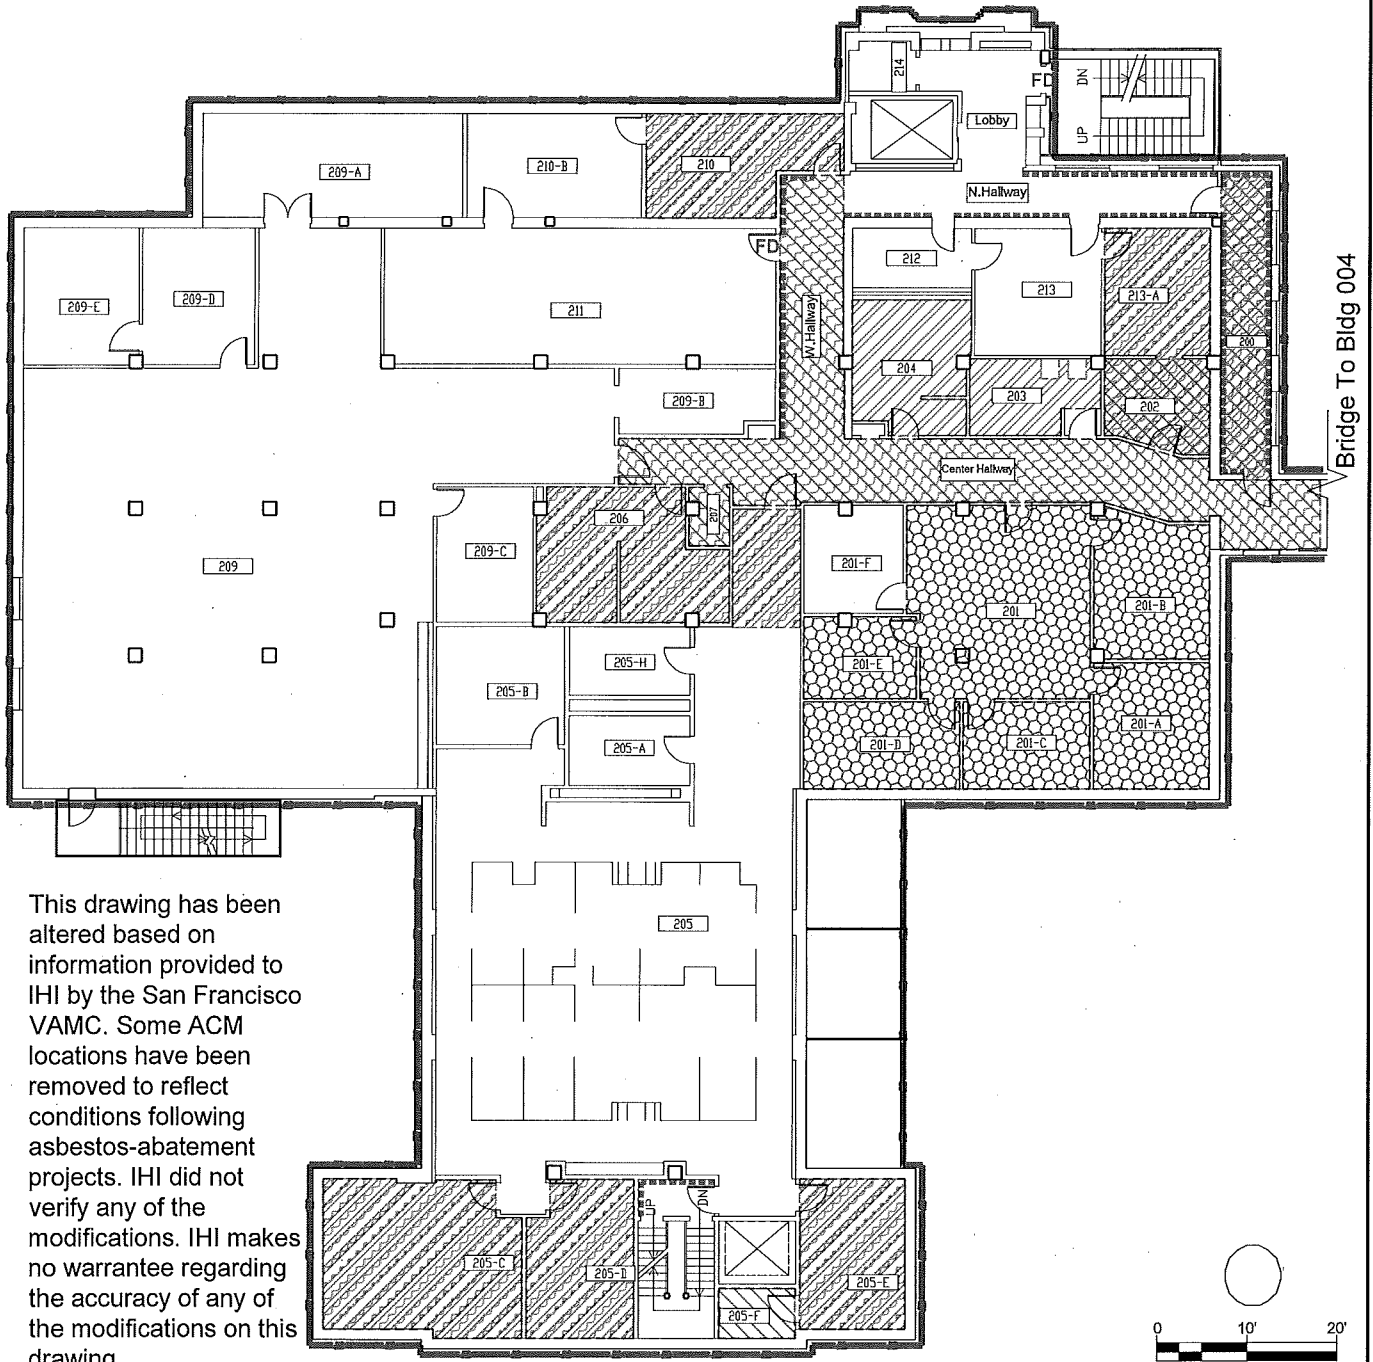 214
FD
DN
UP
Lobby
209-A
210-B
210
N.Hallway
FD
209-E
209-D
211
W.Hallway
212
213
213-A
200
204
203
202
209-B
Center Hallway
Bridge To Bldg 004
206
207
209
209-C
201-F
201
201-B
201-E
205-B
205-H
205-A
201-D
201-C
201-A
This drawing has been
altered based on
information provided to
IHI by the San Francisco
VAMC. Some ACM
locations have been
removed to reflect
conditions following
asbestos-abatement
projects. IHI did not
verify any of the
modifications. IHI makes
no warrantee regarding
the accuracy of any of
the modifications on this
drawing
205
UP
DN
205-C
205-D
205-F
205-E
0 10' 20'